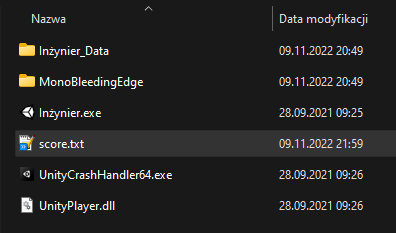 Nazwa Data modyfikacji
Inżynier_Data 09.11.2022 20:49
MonoBleedingEdge 09.11.2022 20:49
Inżynier.exe 28.09.2021 09:25
score.txt 09.11.2022 21:59
UnityCrashHandler64.exe 28.09.2021 09:26
UnityPlayer.dll 28.09.2021 09:26